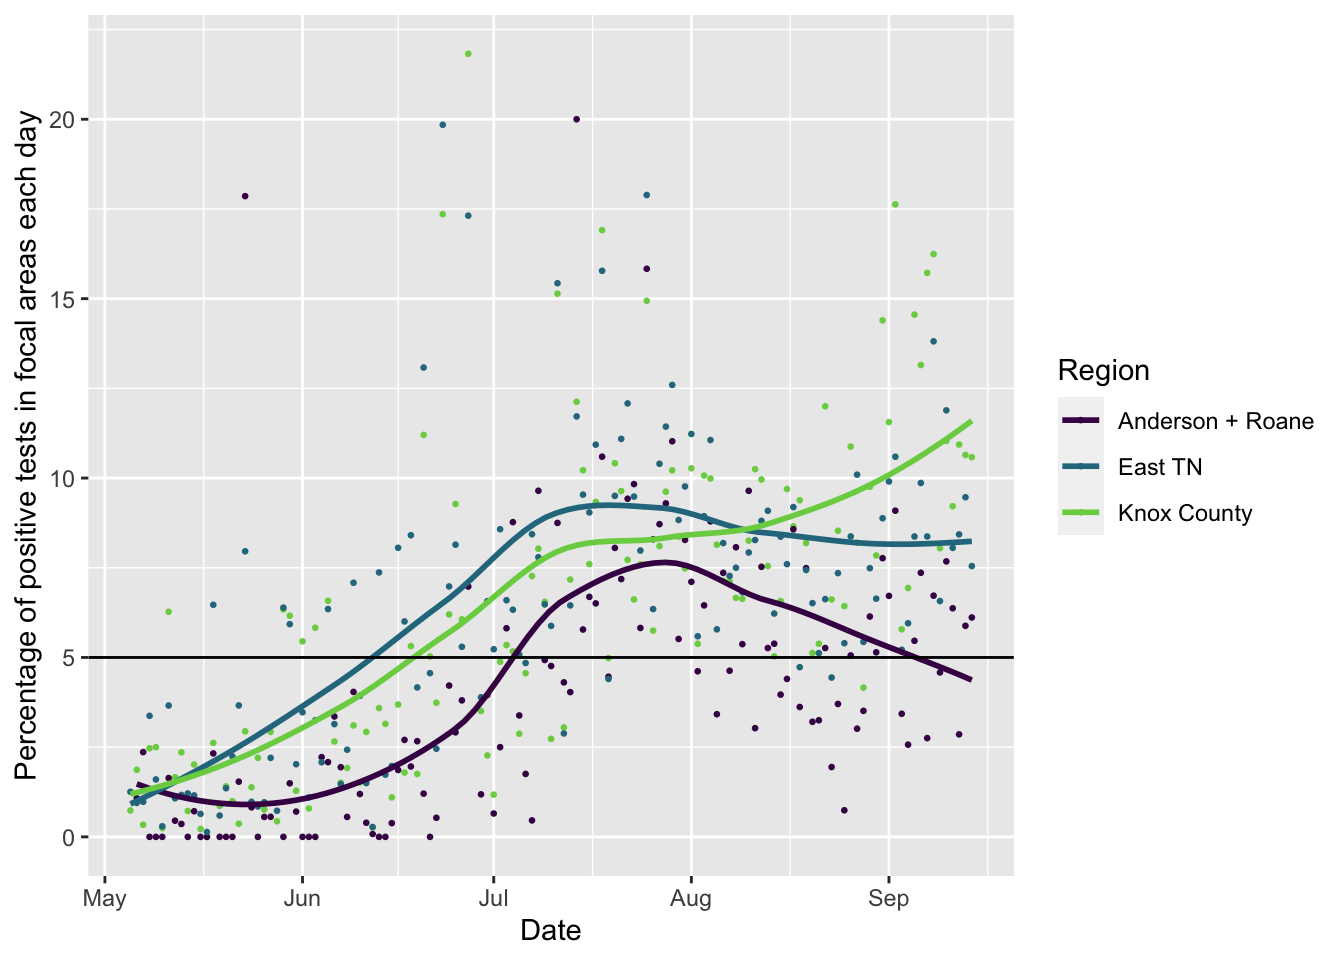 Percentage of positive tests in focal areas each day
20
15
10
5
0
May Jun Jul Aug Sep
Date
Region
Anderson + Roane
East TN
Knox County